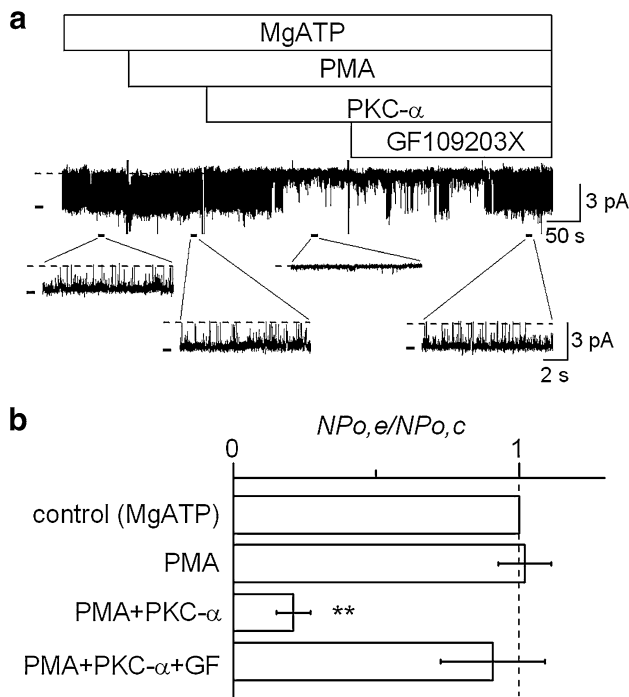 a
MgATP
PMA
PKC-α
GF109203X
3 pA
50 s
3 pA
2 s
b
NPo,e/NPo,c
0 1
control (MgATP)
PMA
PMA+PKC-α
**
PMA+PKC-α+GF